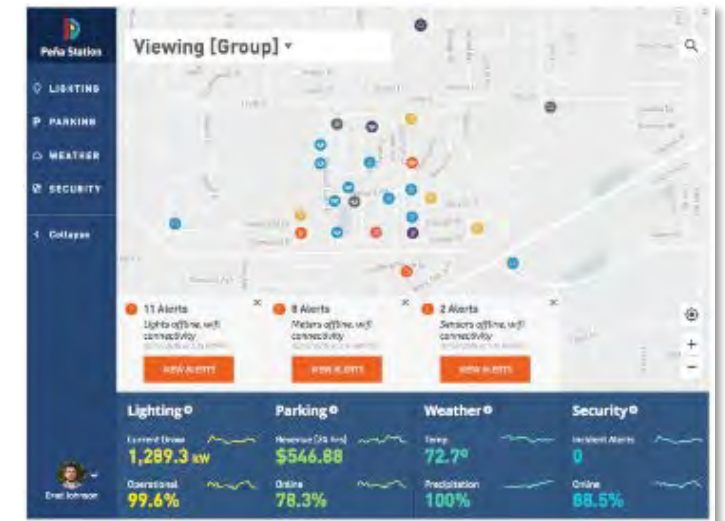 Peña Station
Viewing [Group]
LIGHTING
PARKING
WEATHER
SECURITY
Collapse
11 Alerts
Lights offline, wifi
connectivity
VIEW ALERTS
8 Alerts
Meters offline, wifi
connectivity
VIEW ALERTS
2 Alerts
Sensors offline, wifi
connectivity
VIEW ALERTS
Lighting
Current Draw
1,289.3 kW
Operational
99.6%
Parking
Revenue (24 hrs)
$546.88
Online
78.3%
Weather
Temp
72.7°
Precipitation
100%
Security
Incident Alerts
0
Online
88.5%
Johnson